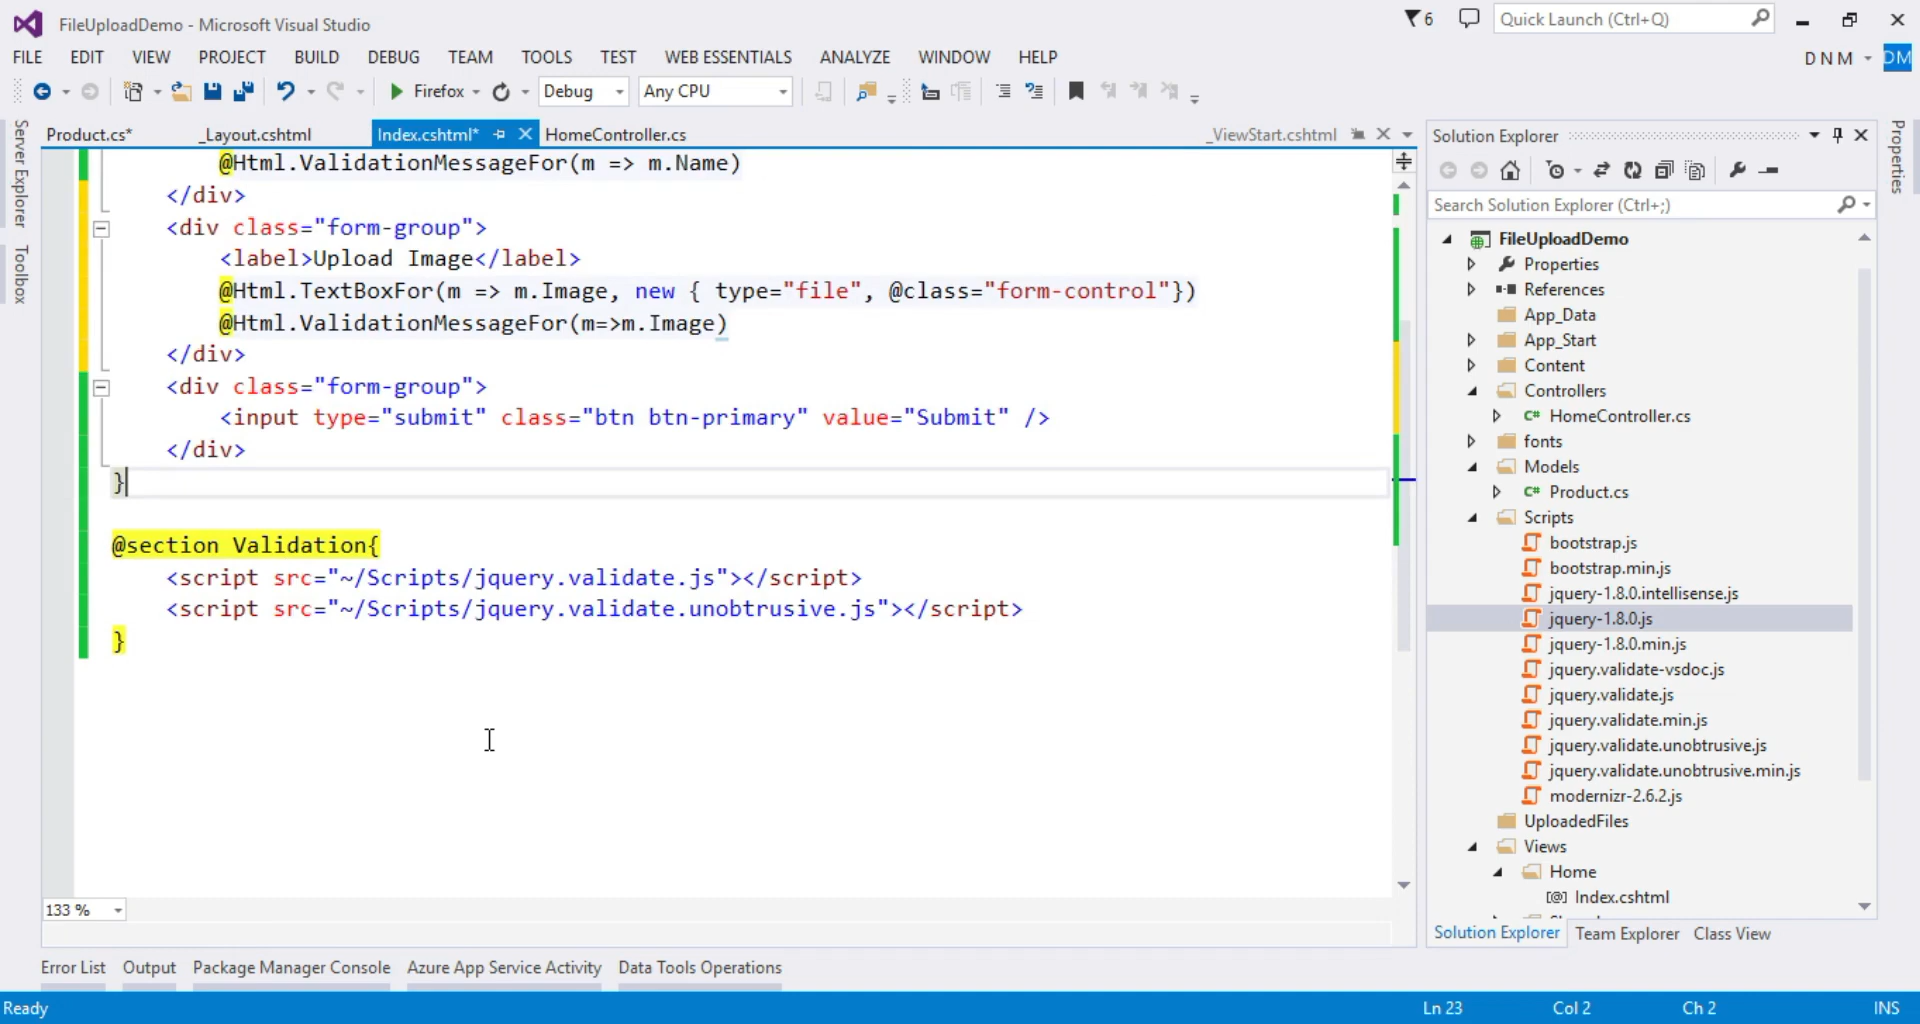 FileUploadDemo - Microsoft Visual Studio
6
Quick Launch (Ctrl+Q)
FILE EDIT VIEW PROJECT BUILD DEBUG TEAM TOOLS TEST WEB ESSENTIALS ANALYZE WINDOW HELP
D N M
DM
Firefox
Debug
Any CPU
Server Explorer
Toolbox
Product.cs*
_Layout.cshtml
Index.cshtml*
HomeController.cs
_ViewStart.cshtml
@Html.ValidationMessageFor(m => m.Name)
</div>
<div class="form-group">
<label>Upload Image</label>
@Html.TextBoxFor(m => m.Image, new { type="file", @class="form-control"})
@Html.ValidationMessageFor(m=>m.Image)
</div>
<div class="form-group">
<input type="submit" class="btn btn-primary" value="Submit" />
</div>
}
@section Validation{
<script src="~/Scripts/jquery.validate.js"></script>
<script src="~/Scripts/jquery.validate.unobtrusive.js"></script>
}
133 %
Solution Explorer
Search Solution Explorer (Ctrl+;)
FileUploadDemo
Properties
References
App_Data
App_Start
Content
Controllers
C# HomeController.cs
fonts
Models
C# Product.cs
Scripts
bootstrap.js
bootstrap.min.js
jquery-1.8.0.intellisense.js
jquery-1.8.0.js
jquery-1.8.0.min.js
jquery.validate-vsdoc.js
jquery.validate.js
jquery.validate.min.js
jquery.validate.unobtrusive.js
jquery.validate.unobtrusive.min.js
modernizr-2.6.2.js
UploadedFiles
Views
Home
[@] Index.cshtml
Solution Explorer Team Explorer Class View
Properties
Error List Output Package Manager Console Azure App Service Activity Data Tools Operations
Ready
Ln 23 Col 2 Ch 2 INS